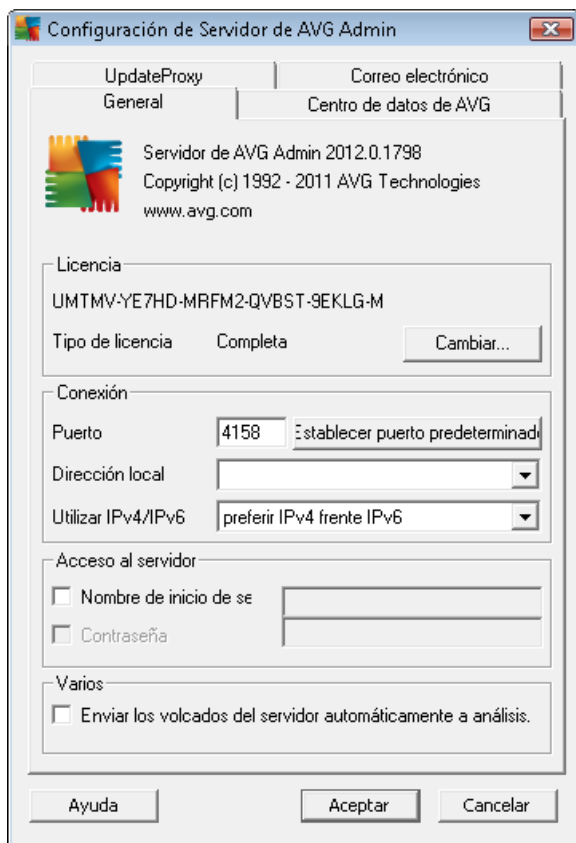 Configuración de Servidor de AVG Admin
UpdateProxy
Correo electrónico
General
Centro de datos de AVG
Servidor de AVG Admin 2012.0.1798
Copyright (c) 1992 - 2011 AVG Technologies
www.avg.com
Licencia
UMTMV-YE7HD-MRFM2-QVBST-9EKLG-M
Tipo de licencia Completa Cambiar...
Conexión
Puerto 4158 Establecer puerto predeterminad
Dirección local
Utilizar IPv4/IPv6 preferir IPv4 frente IPv6
Acceso al servidor
Nombre de inicio de se
Contraseña
Varios
Enviar los volcados del servidor automáticamente a análisis.
Ayuda Aceptar Cancelar